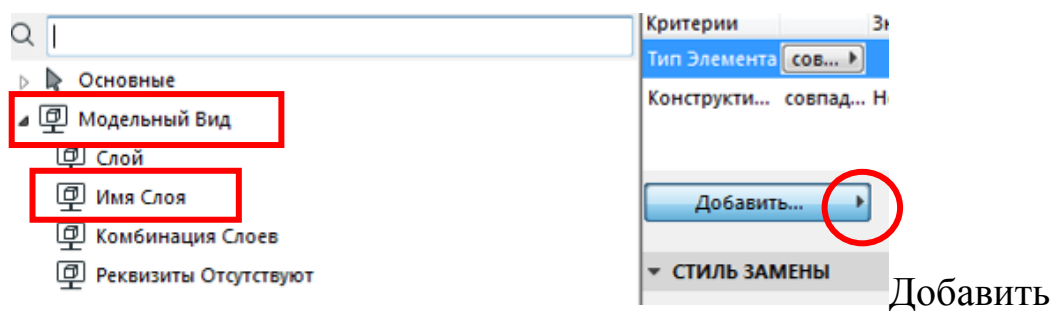 Основные
Модельный Вид
Слой
Имя Слоя
Комбинация Слоев
Реквизиты Отсутствуют
Критерии
Тип Элемента сов...
Конструкти... совпад...
Добавить...
СТИЛЬ ЗАМЕНЫ
Добавить